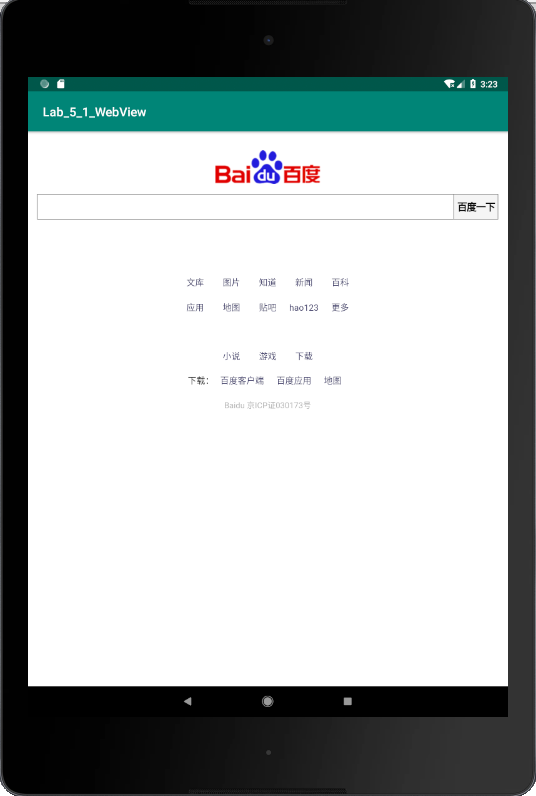 3:23
Lab_5_1_WebView
Bai du 百度
百度一下
文库 图片 知道 新闻 百科
应用 地图 贴吧 hao123 更多
小说 游戏 下载
下载： 百度客户端 百度应用 地图
Baidu 京ICP证030173号